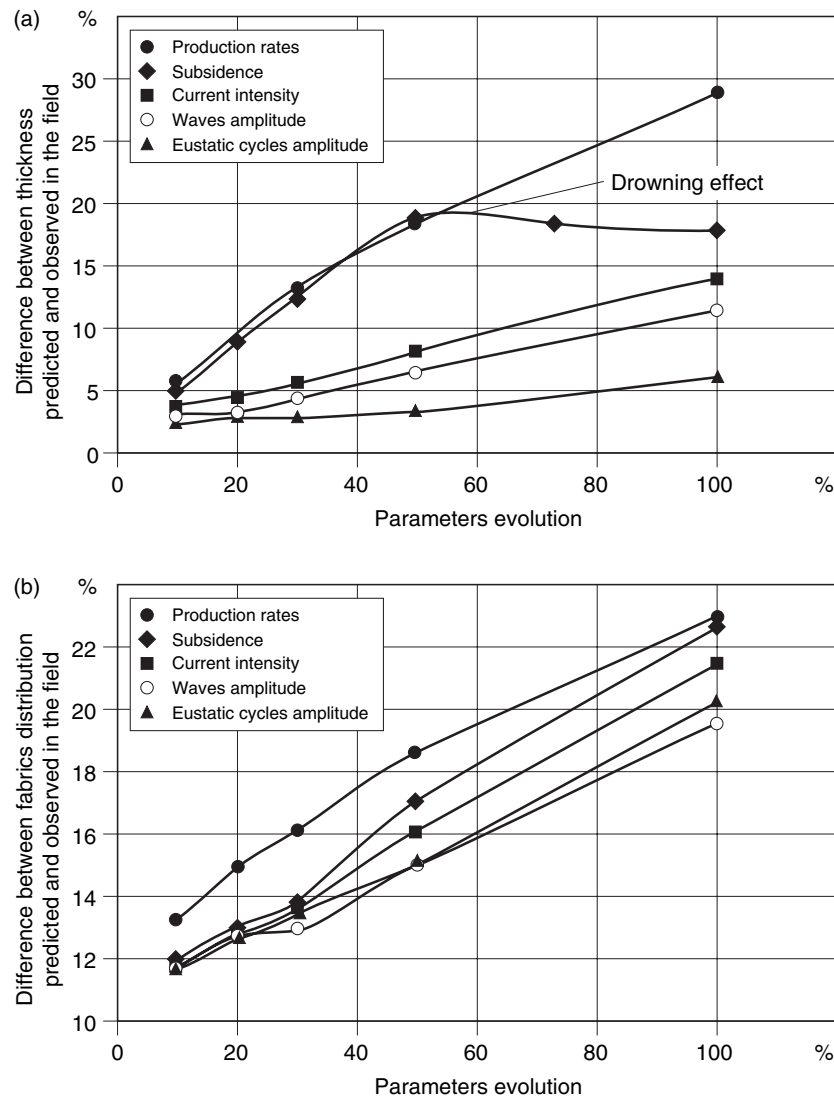 (a) %
Difference between thickness
predicted and observed in the field
30
25
20
15
10
5
0
Production rates
Subsidence
Current intensity
Waves amplitude
Eustatic cycles amplitude
Drowning effect
0 20 40 60 80 100 %
Parameters evolution
(b) %
Difference between fabrics distribution
predicted and observed in the field
22
20
18
16
14
12
10
Production rates
Subsidence
Current intensity
Waves amplitude
Eustatic cycles amplitude
0 20 40 60 80 100 %
Parameters evolution